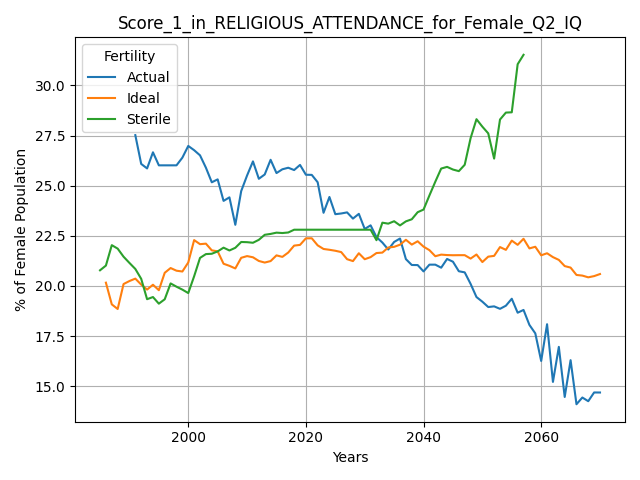 Score_1_in_RELIGIOUS_ATTENDANCE_for_Female_Q2_IQ
Fertility
Actual
Ideal
Sterile
% of Female Population
30.0
27.5
25.0
22.5
20.0
17.5
15.0
2000
2020
2040
2060
Years